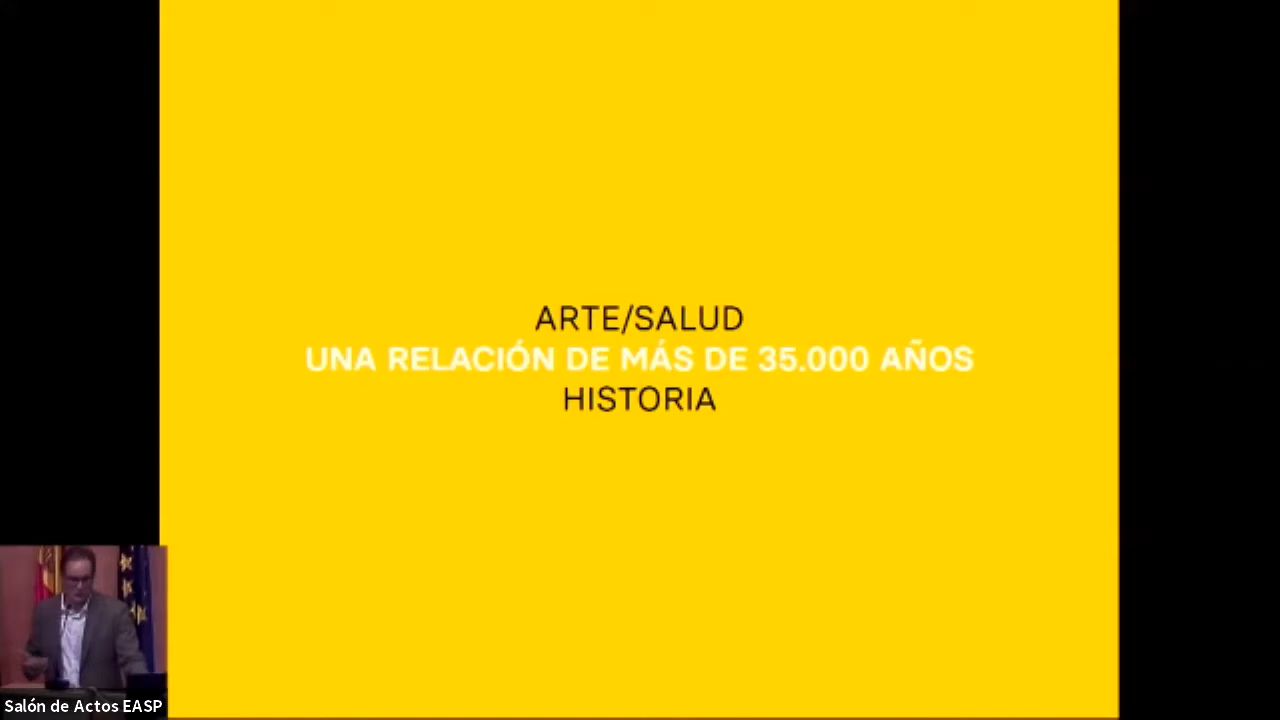 ARTE/SALUD
UNA RELACIÓN DE MÁS DE 35.000 AÑOS
HISTORIA
Salón de Actos EASP